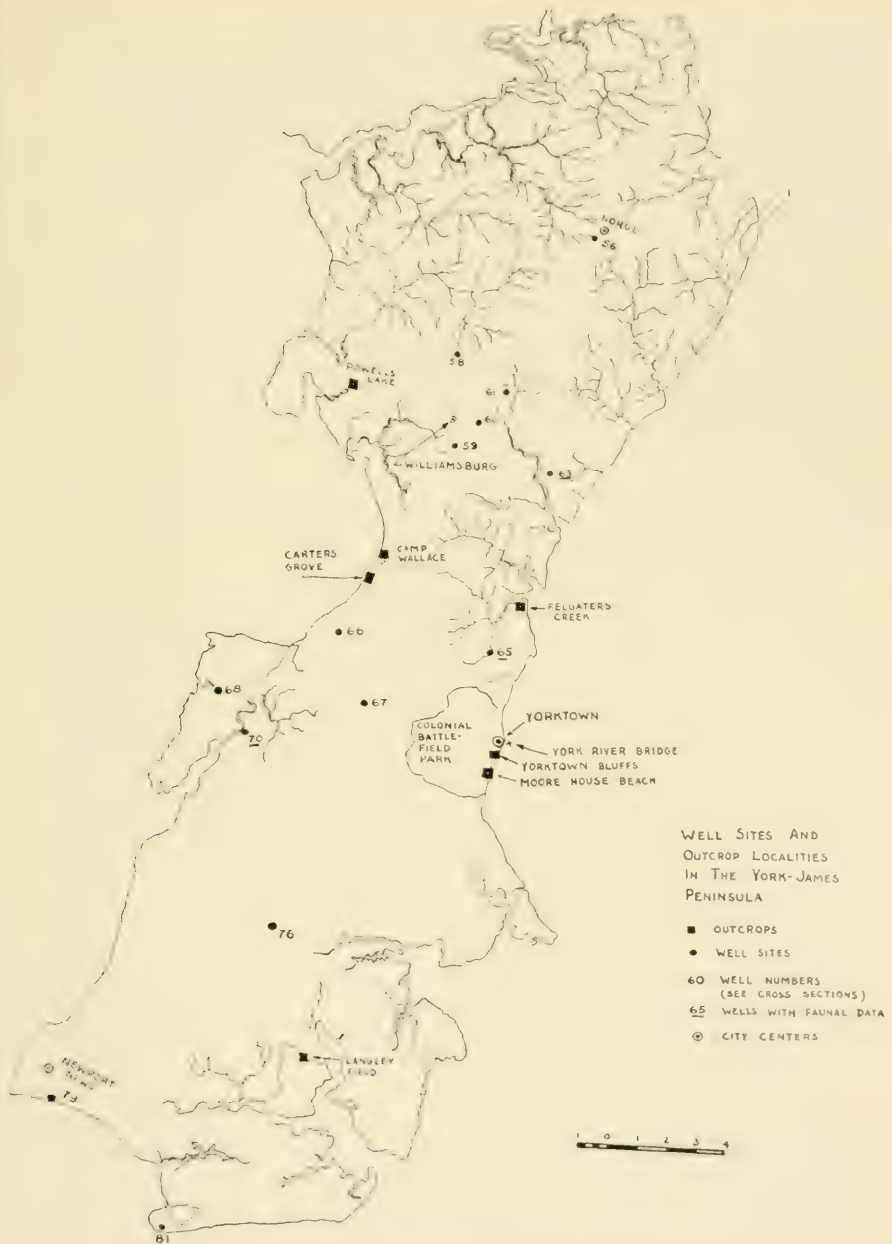 NORGE
56
58
POWELLS
LAKE
61
59
WILLIAMSBURG
63
CAMP
WALLACE
CARTERS
GROVE
FELGATERS
CREEK
66
65
68
67
70
COLONIAL
BATTLE-
FIELD
PARK
YORKTOWN
YORK RIVER BRIDGE
YORKTOWN BLUFFS
MOORE HOUSE BEACH
WELL SITES AND
OUTCROP LOCALITIES
IN THE YORK-JAMES
PENINSULA
OUTCROPS
WELL SITES
60 WELL NUMBERS
(SEE CROSS SECTIONS)
65 WELLS WITH FAUNAL DATA
CITY CENTERS
76
LANGLEY
FIELD
NEWPORT
NEWS
1 0 1 2 3 4
81